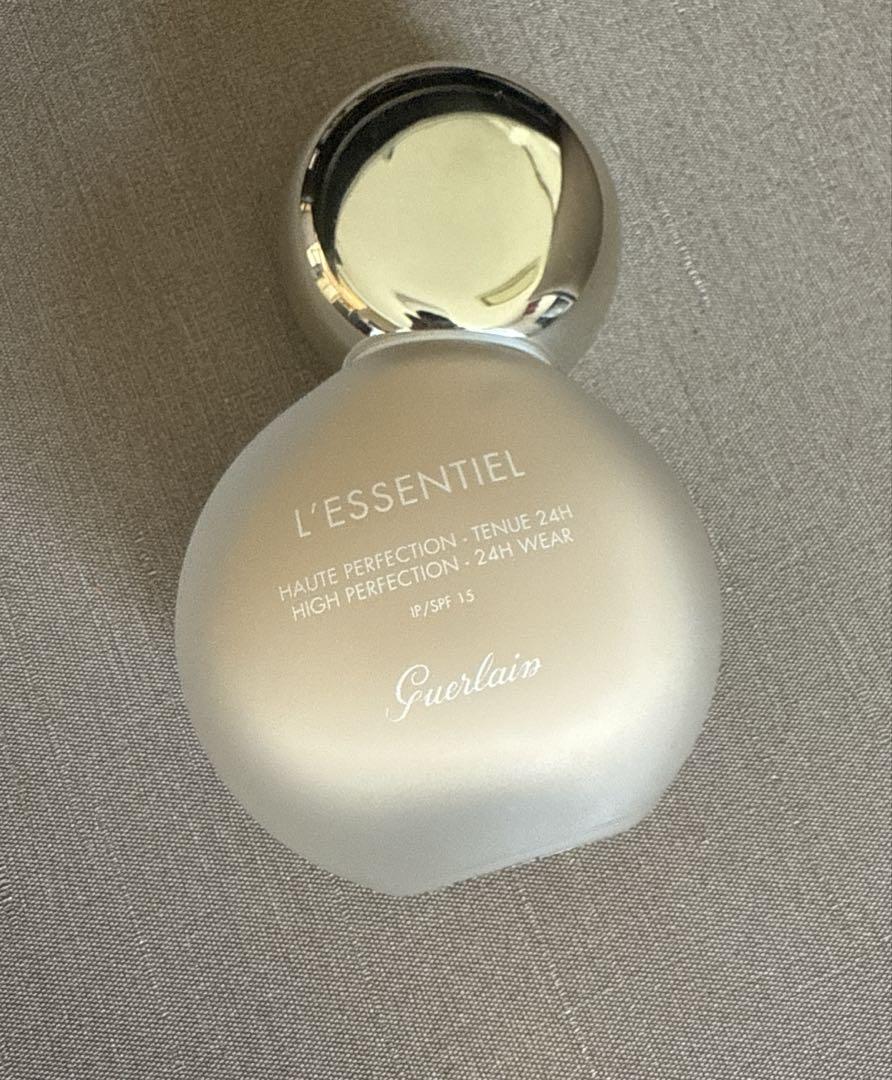 L'ESSENTIEL
HAUTE PERFECTION - TENUE 24H
HIGH PERFECTION - 24H WEAR
IP/SPF 15
Guerlain